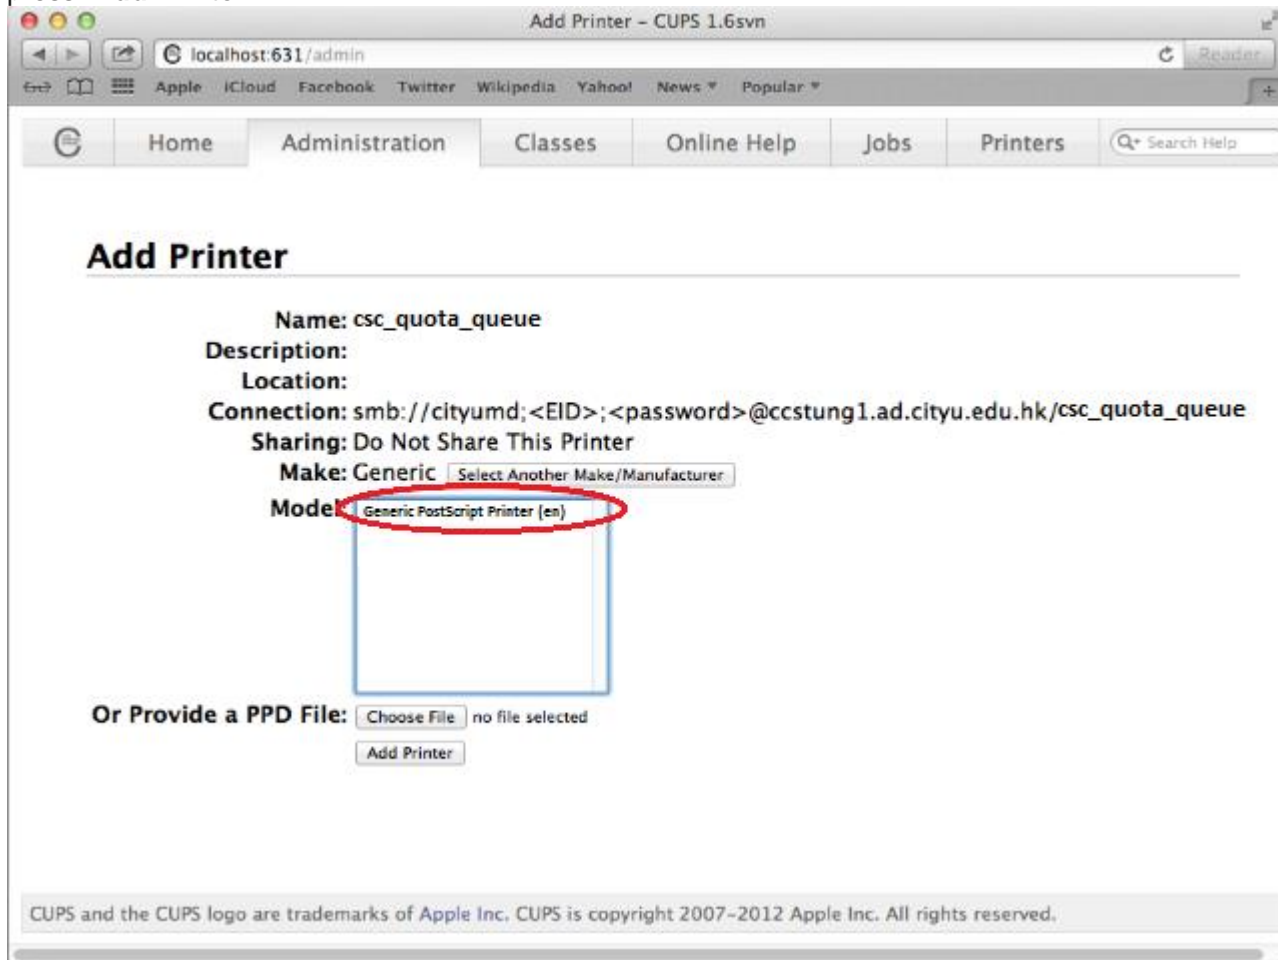 Add Printer - CUPS 1.6svn
localhost:631/admin
Reader
Apple iCloud Facebook Twitter Wikipedia Yahoo! News Popular
Home Administration Classes Online Help Jobs Printers Search Help
Add Printer
Name: csc_quota_queue
Description:
Location:
Connection: smb://cityumd;<EID>;<password>@ccstung1.ad.cityu.edu.hk/csc_quota_queue
Sharing: Do Not Share This Printer
Make: Generic Select Another Make/Manufacturer
Model: Generic PostScript Printer (en)
Or Provide a PPD File: Choose File no file selected
Add Printer
CUPS and the CUPS logo are trademarks of Apple Inc. CUPS is copyright 2007-2012 Apple Inc. All rights reserved.